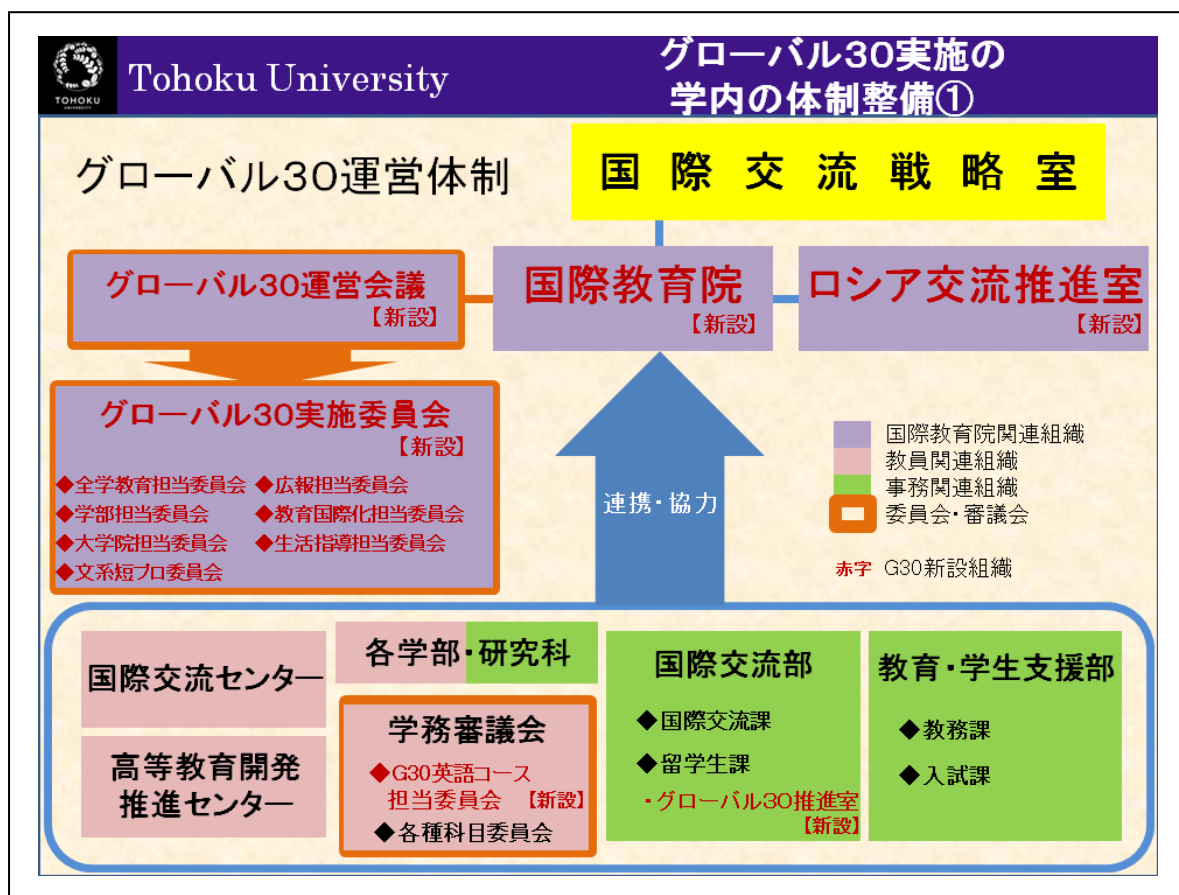 TOHOKU
UNIVERSITY
Tohoku University
グローバル30実施の
学内の体制整備①
グローバル30運営体制
国際交流戦略室
グローバル30運営会議
【新設】
国際教育院
【新設】
ロシア交流推進室
【新設】
グローバル30実施委員会
【新設】
◆全学教育担当委員会 ◆広報担当委員会
◆学部担当委員会 ◆教育国際化担当委員会
◆大学院担当委員会 ◆生活指導担当委員会
◆文系短プロ委員会
連携・協力
国際教育院関連組織
教員関連組織
事務関連組織
委員会・審議会
赤字 G30新設組織
国際交流センター
高等教育開発
推進センター
各学部・研究科
学務審議会
◆G30英語コース
担当委員会 【新設】
◆各種科目委員会
国際交流部
◆国際交流課
◆留学生課
・グローバル30推進室
【新設】
教育・学生支援部
◆教務課
◆入試課